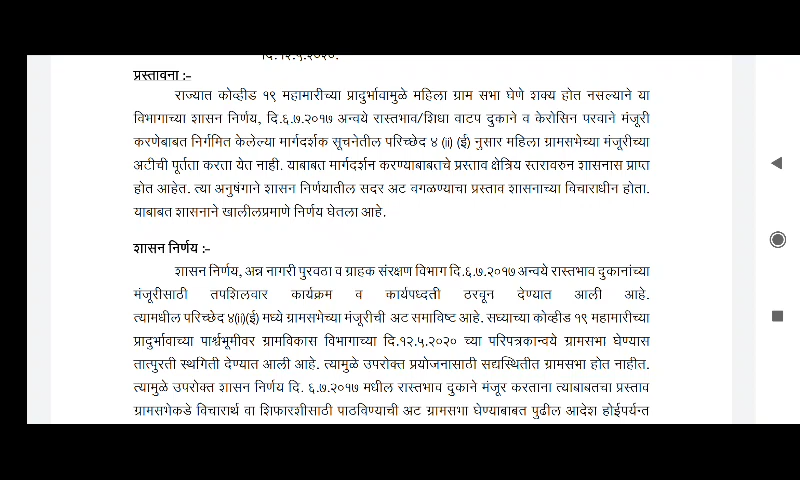 दि. १२.५.२०२०.
प्रस्तावना :-
राज्यात कोव्हीड १९ महामारीच्या प्रादुर्भावामुळे महिला ग्राम सभा घेणे शक्य होत नसल्याने या
विभागाच्या शासन निर्णय, दि.६.७.२०१७ अन्वये रास्तभाव/शिधा वाटप दुकाने व केरोसिन परवाने मंजूरी
करणेबाबत निर्गमित केलेल्या मार्गदर्शक सूचनेतील परिच्छेद ४ (ii) (ई) नुसार महिला ग्रामसभेच्या मंजूरीच्या
अटीची पूर्तता करता येत नाही. याबाबत मार्गदर्शन करण्याबाबतचे प्रस्ताव क्षेत्रिय स्तरावरुन शासनास प्राप्त
होत आहेत. त्या अनुषंगाने शासन निर्णयातील सदर अट वगळण्याचा प्रस्ताव शासनाच्या विचाराधीन होता.
याबाबत शासनाने खालीलप्रमाणे निर्णय घेतला आहे.
शासन निर्णय :-
शासन निर्णय, अन्न नागरी पुरवठा व ग्राहक संरक्षण विभाग दि.६.७.२०१७ अन्वये रास्तभाव दुकानांच्या
मंजूरीसाठी तपशिलवार कार्यक्रम व कार्यपध्दती ठरवून देण्यात आली आहे.
त्यामधील परिच्छेद ४(ii)(ई) मध्ये ग्रामसभेच्या मंजूरीची अट समाविष्ट आहे. सध्याच्या कोव्हीड १९ महामारीच्या
प्रादुर्भावाच्या पार्श्वभूमीवर ग्रामविकास विभागाच्या दि.१२.५.२०२० च्या परिपत्रकान्वये ग्रामसभा घेण्यास
तात्पुरती स्थगिती देण्यात आली आहे. त्यामुळे उपरोक्त प्रयोजनासाठी सद्यस्थितीत ग्रामसभा होत नाहीत.
त्यामुळे उपरोक्त शासन निर्णय दि. ६.७.२०१७ मधील रास्तभाव दुकाने मंजूर करताना त्याबाबतचा प्रस्ताव
ग्रामसभेकडे विचारार्थ वा शिफारशीसाठी पाठविण्याची अट ग्रामसभा घेण्याबाबत पुढील आदेश होईपर्यन्त